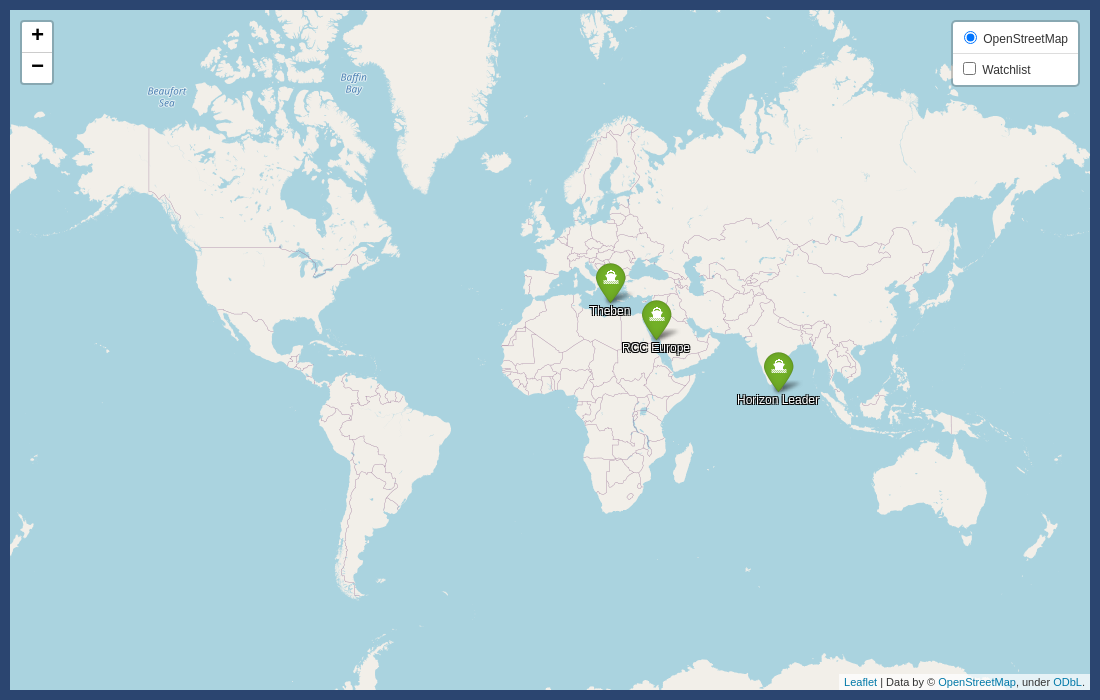 +
−
OpenStreetMap
Watchlist
Beaufort
Sea
Baffin
Bay
Theben
RCC Europe
Horizon Leader
Leaflet | Data by © OpenStreetMap, under ODbL.